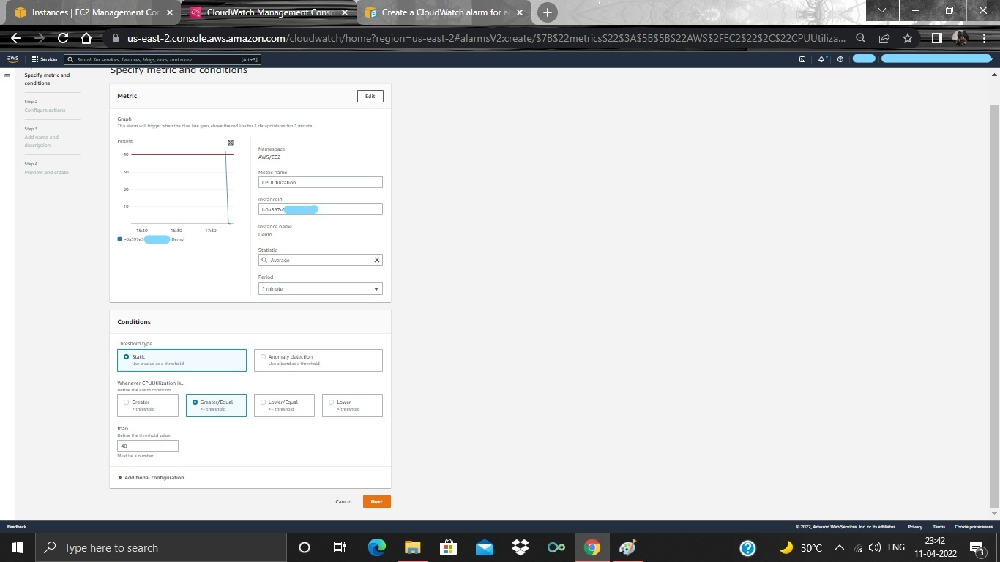 Instances | EC2 Management Cor
CloudWatch Management Conso
Create a CloudWatch alarm for a
us-east-2.console.aws.amazon.com/cloudwatch/home?region=us-east-2#alarmsV2:create/$7B$22metrics$22$3A$5B$5B$22AWS$2FEC2$22$2C$22CPUUtiliza...
aws
Services
Search for services, features, blogs, docs, and more
[Alt+S]
Specify metric and
conditions
Step 2
Configure actions
Step 3
Add name and
description
Step 4
Preview and create
Specify metric and conditions
Metric
Edit
Graph
This alarm will trigger when the blue line goes above the red line for 1 datapoints within 1 minute.
Percent
40
30
20
10
15:30 16:30 17:30
i-0a597e3 (Demo)
Namespace
AWS/EC2
Metric name
CPUUtilization
InstanceId
i-0a597e3
Instance name
Demo
Statistic
Average
Period
1 minute
Conditions
Threshold type
Static
Use a value as a threshold
Anomaly detection
Use a band as a threshold
Whenever CPUUtilization is...
Define the alarm condition.
Greater
> threshold
Greater/Equal
>= threshold
Lower/Equal
<= threshold
Lower
< threshold
than...
Define the threshold value.
40
Must be a number
Additional configuration
Cancel
Next
Feedback
© 2022, Amazon Web Services, Inc. or its affiliates.
Privacy
Terms
Cookie preferences
Type here to search
30°C
ENG
23:42
11-04-2022
3